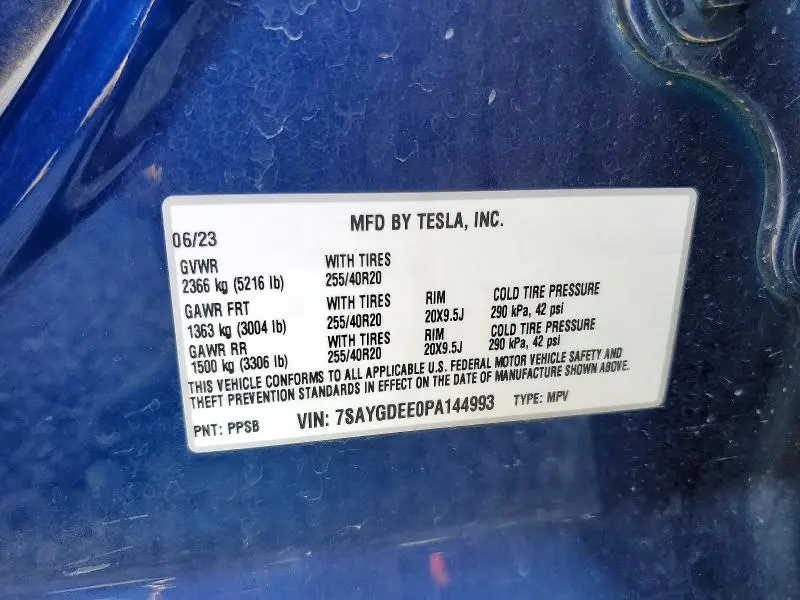 MFD BY TESLA, INC.
06/23
GVWR WITH TIRES
2366 kg (5216 lb) 255/40R20
GAWR FRT WITH TIRES RIM COLD TIRE PRESSURE
1363 kg (3004 lb) 255/40R20 20X9.5J 290 kPa, 42 psi
GAWR RR WITH TIRES RIM COLD TIRE PRESSURE
1500 kg (3306 lb) 255/40R20 20X9.5J 290 kPa, 42 psi
THIS VEHICLE CONFORMS TO ALL APPLICABLE U.S. FEDERAL MOTOR VEHICLE SAFETY AND
THEFT PREVENTION STANDARDS IN EFFECT ON THE DATE OF MANUFACTURE SHOWN ABOVE.
PNT: PPSB VIN: 7SAYGDEE0PA144993 TYPE: MPV